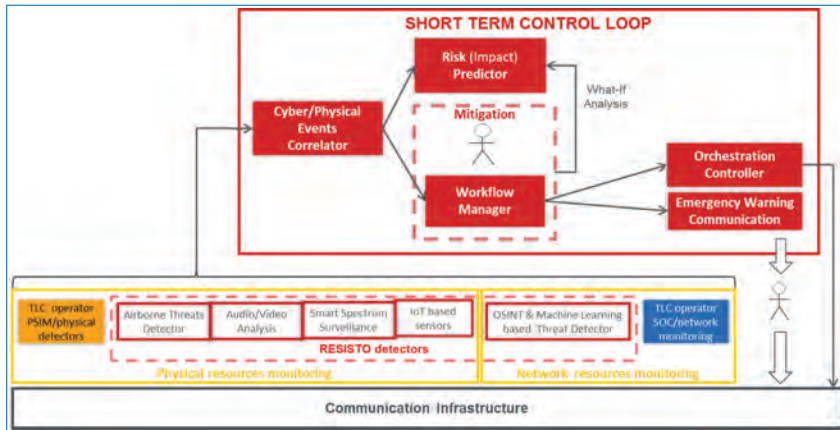 SHORT TERM CONTROL LOOP
Risk (Impact)
Predictor
What-If
Analysis
Cyber/Physical
Events
Correlator
Mitigation
Workflow
Manager
Orchestration
Controller
Emergency Warning
Communication
TLC operator
PSIM/physical
detectors
Airborne Threats
Detector
Audio/Video
Analysis
Smart Spectrum
Surveillance
IoT based
sensors
OSINT & Machine Learning
based Threat Detector
TLC operator
SOC/network
monitoring
RESISTO detectors
Physical resources monitoring
Network resources monitoring
Communication Infrastructure